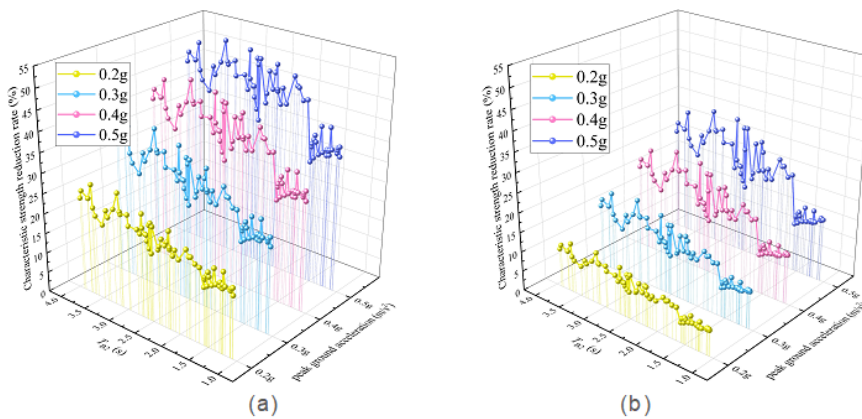 Characteristic strength reduction rate (%)
55
50
45
40
35
30
25
20
15
10
5
0
0.2g
0.3g
0.4g
0.5g
4.0
3.5
3.0
2.5
2.0
1.5
1.0
(s)
0.2g
0.3g
0.4g
0.5g
peak ground acceleration
(a)
Characteristic strength reduction rate (%)
55
50
45
40
35
30
25
20
15
10
5
0
0.2g
0.3g
0.4g
0.5g
4.0
3.5
3.0
2.5
2.0
1.5
1.0
(s)
0.2g
0.3g
0.4g
0.5g
peak ground acceleration
(b)